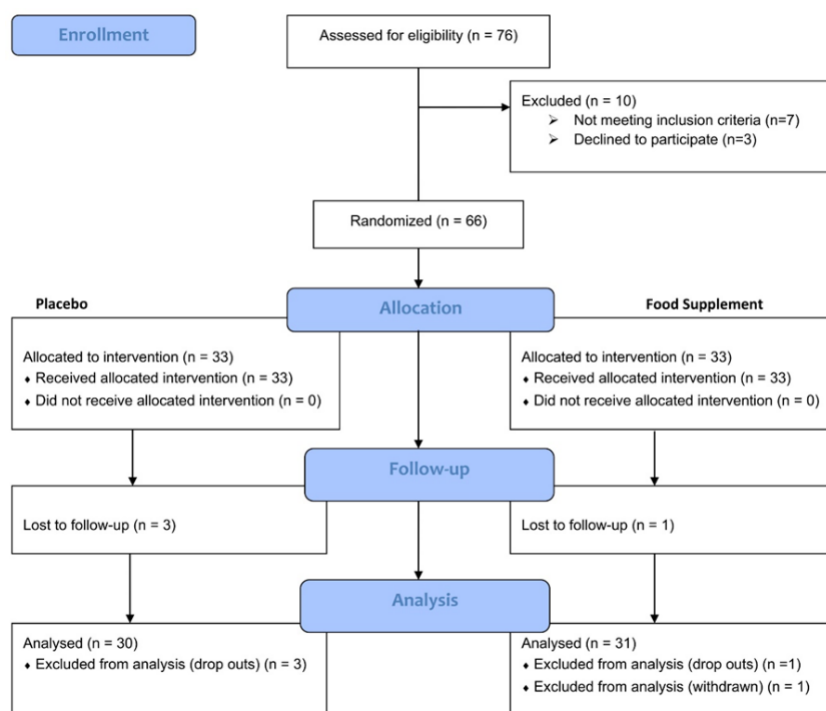 Enrollment
Assessed for eligibility (n = 76)
Excluded (n = 10)
➢ Not meeting inclusion criteria (n=7)
➢ Declined to participate (n=3)
Randomized (n = 66)
Placebo
Allocation
Food Supplement
Allocated to intervention (n = 33)
♦ Received allocated intervention (n = 33)
♦ Did not receive allocated intervention (n = 0)
Allocated to intervention (n = 33)
♦ Received allocated intervention (n = 33)
♦ Did not receive allocated intervention (n = 0)
Follow-up
Lost to follow-up (n = 3)
Lost to follow-up (n = 1)
Analysis
Analysed (n = 30)
♦ Excluded from analysis (drop outs) (n = 3)
Analysed (n = 31)
♦ Excluded from analysis (drop outs) (n =1)
♦ Excluded from analysis (withdrawn) (n = 1)